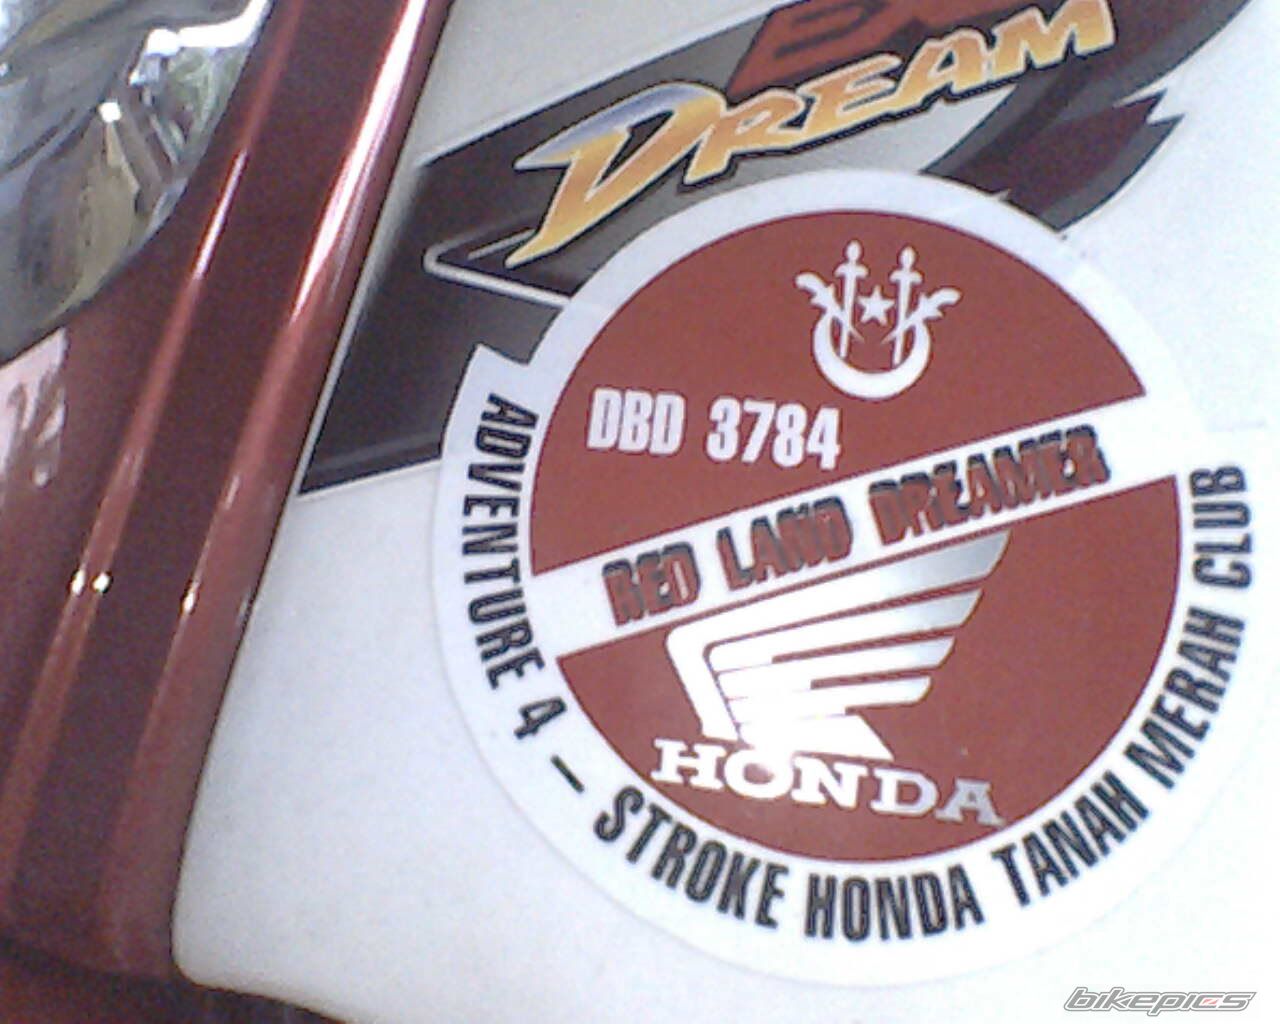 DREAM
DBD 3784
RED LAND DREAMER
HONDA
ADVENTURE 4 - STROKE HONDA TANAH MERAH CLUB
bikepics